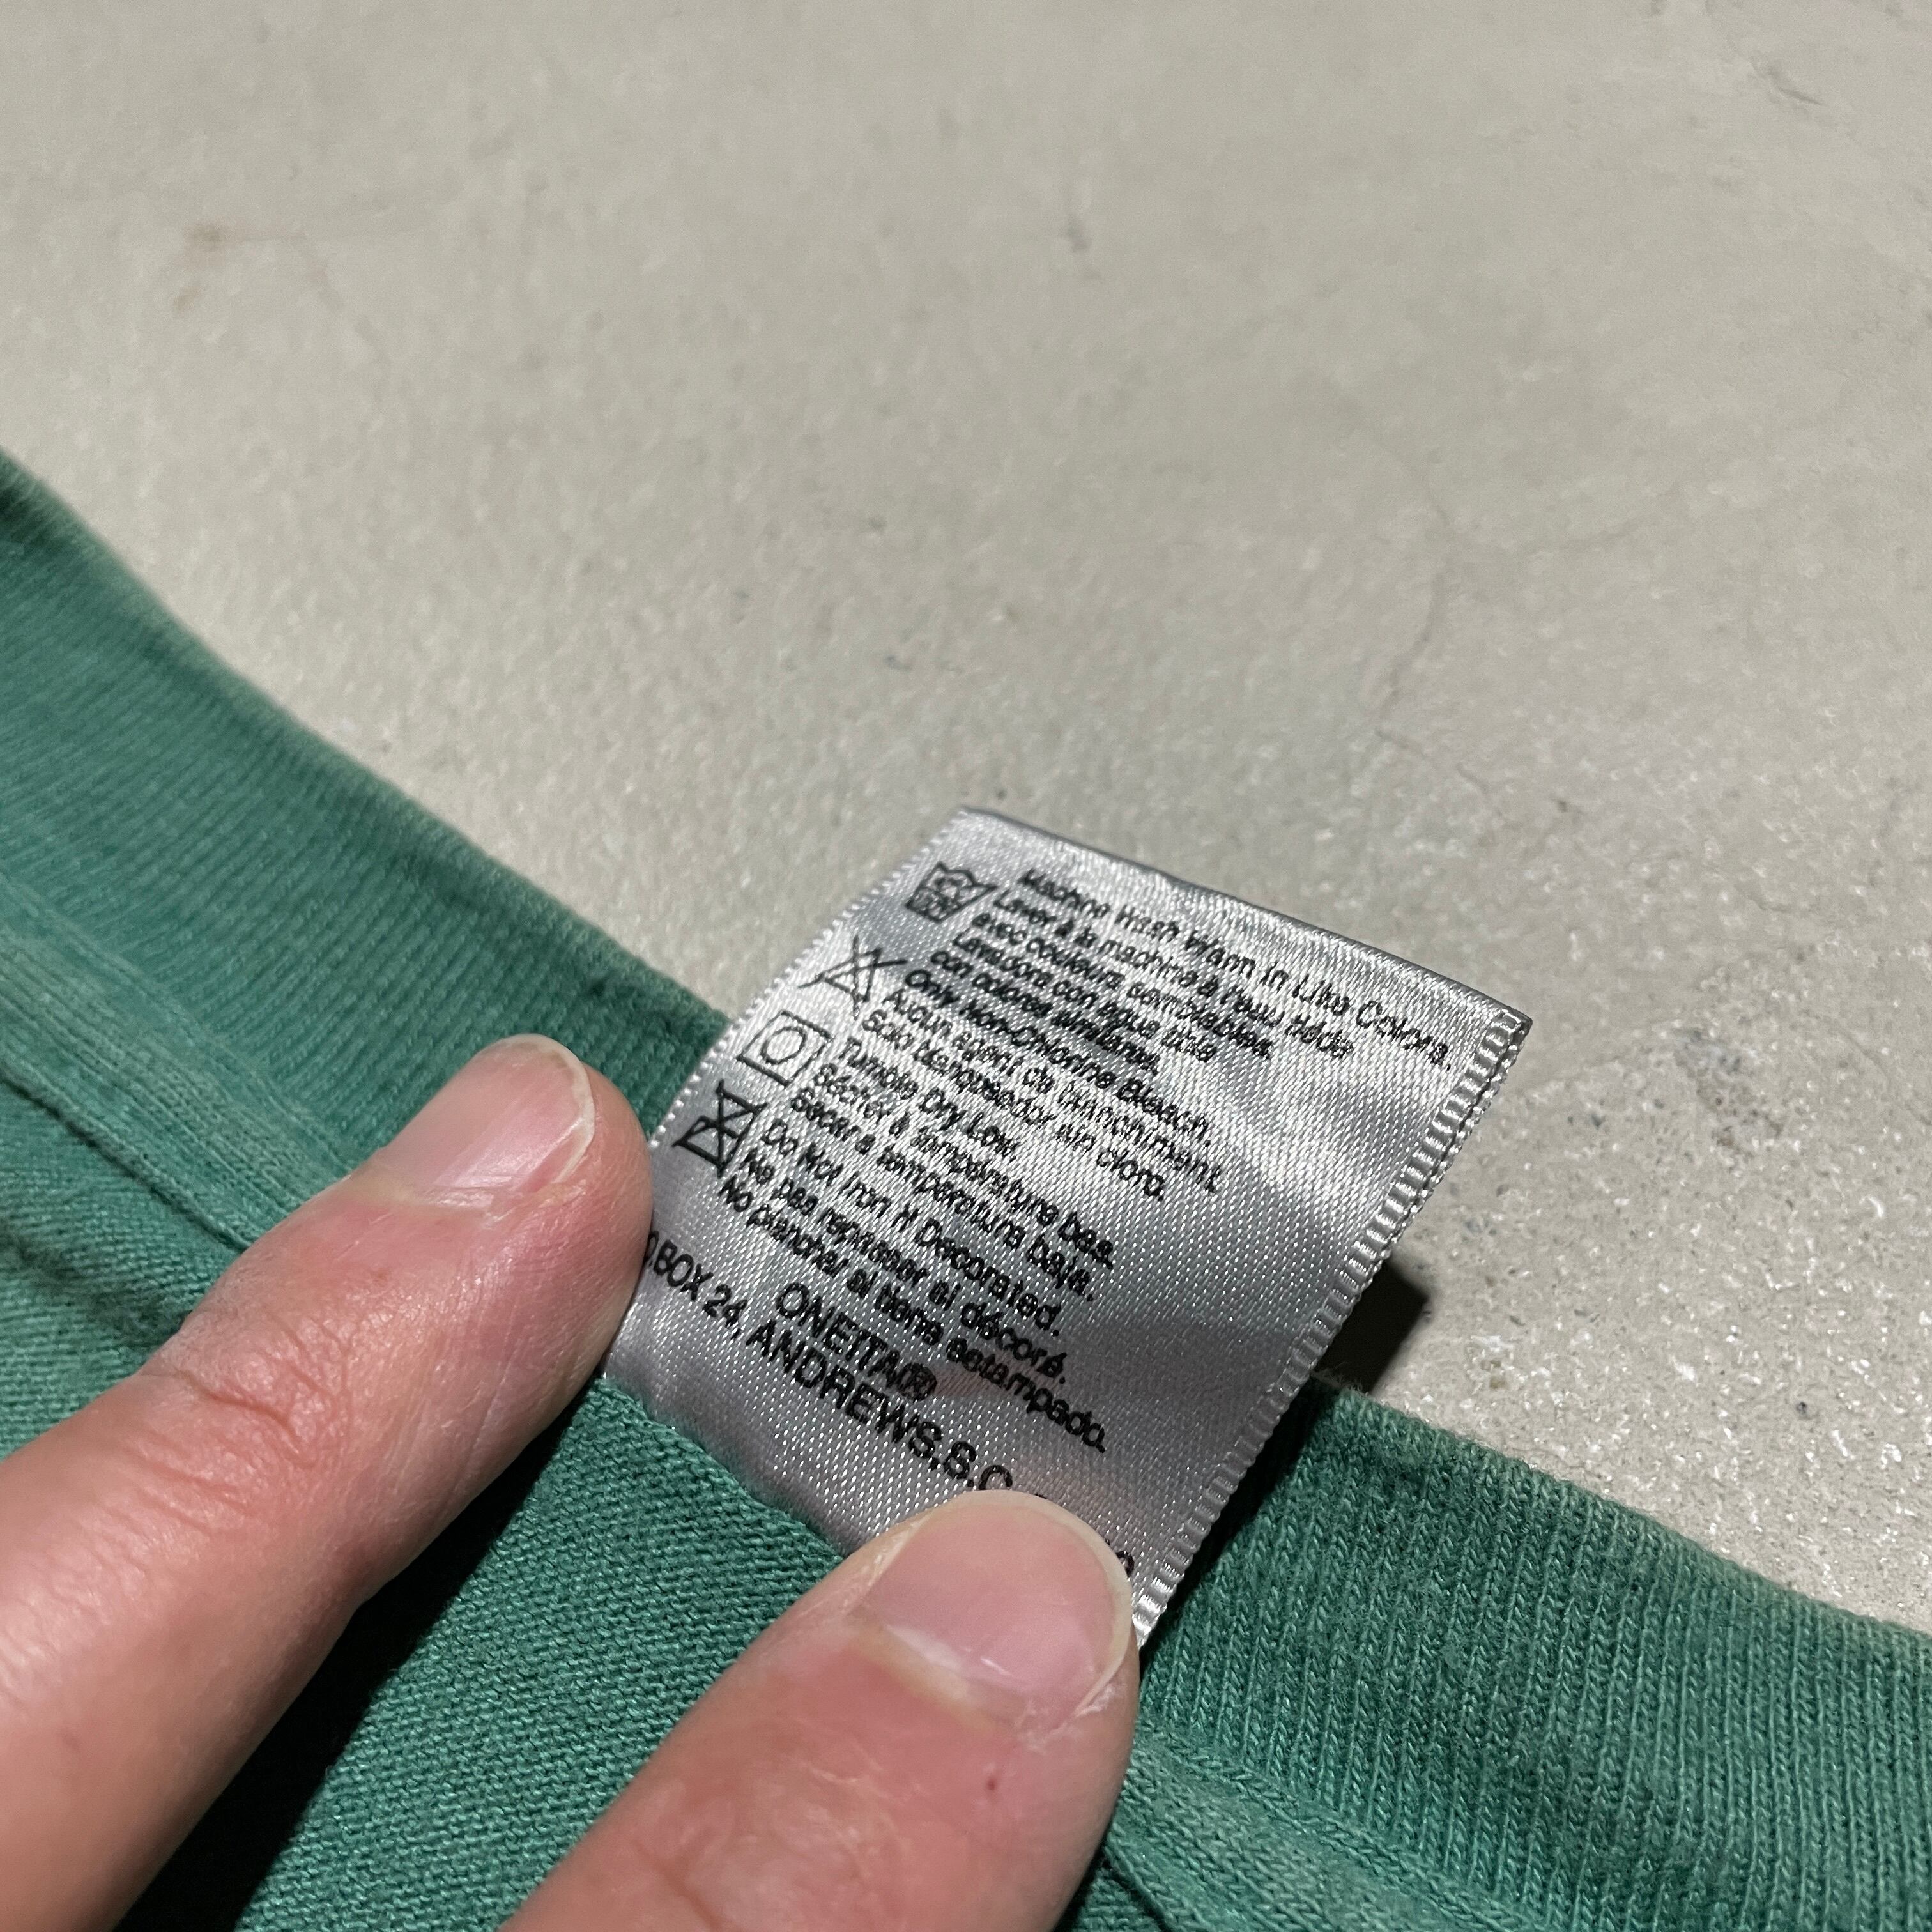 Machine Wash Warm in Like Colors.
Laver à la machine à l'eau tiède
avec couleurs semblables.
Lavadora con agua tibia
con colores similares.
Only Non-Chlorine Bleach.
Aucun agent de blanchiment.
Solo blanqueador sin cloro.
Tumble Dry Low.
Sécher à température bas.
Secar a temperatura baja.
Do Not Iron If Decorated.
Ne pas repasser si décoré.
No planchar si tiene estampado.
ONEITA®
BOX 24, ANDREWS, S.C.